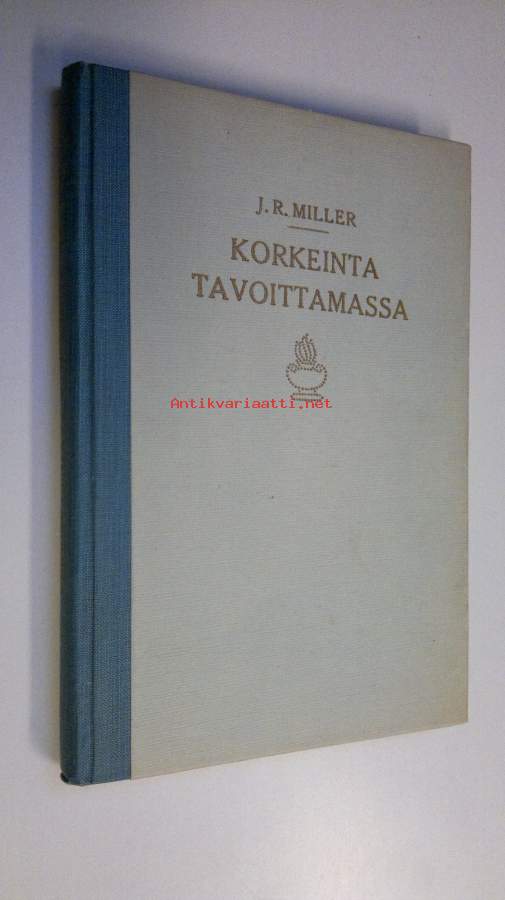 J. R. MILLER
KORKEINTA
TAVOITTAMASSA
Antikvariaatti.net